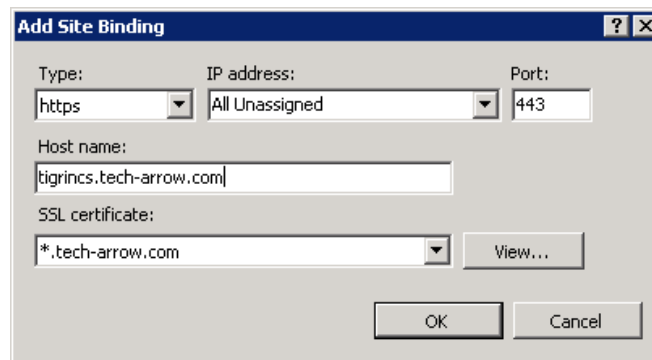 Add Site Binding
Type: IP address: Port:
https All Unassigned 443
Host name:
tigrincs.tech-arrow.com
SSL certificate:
*.tech-arrow.com View...
OK Cancel